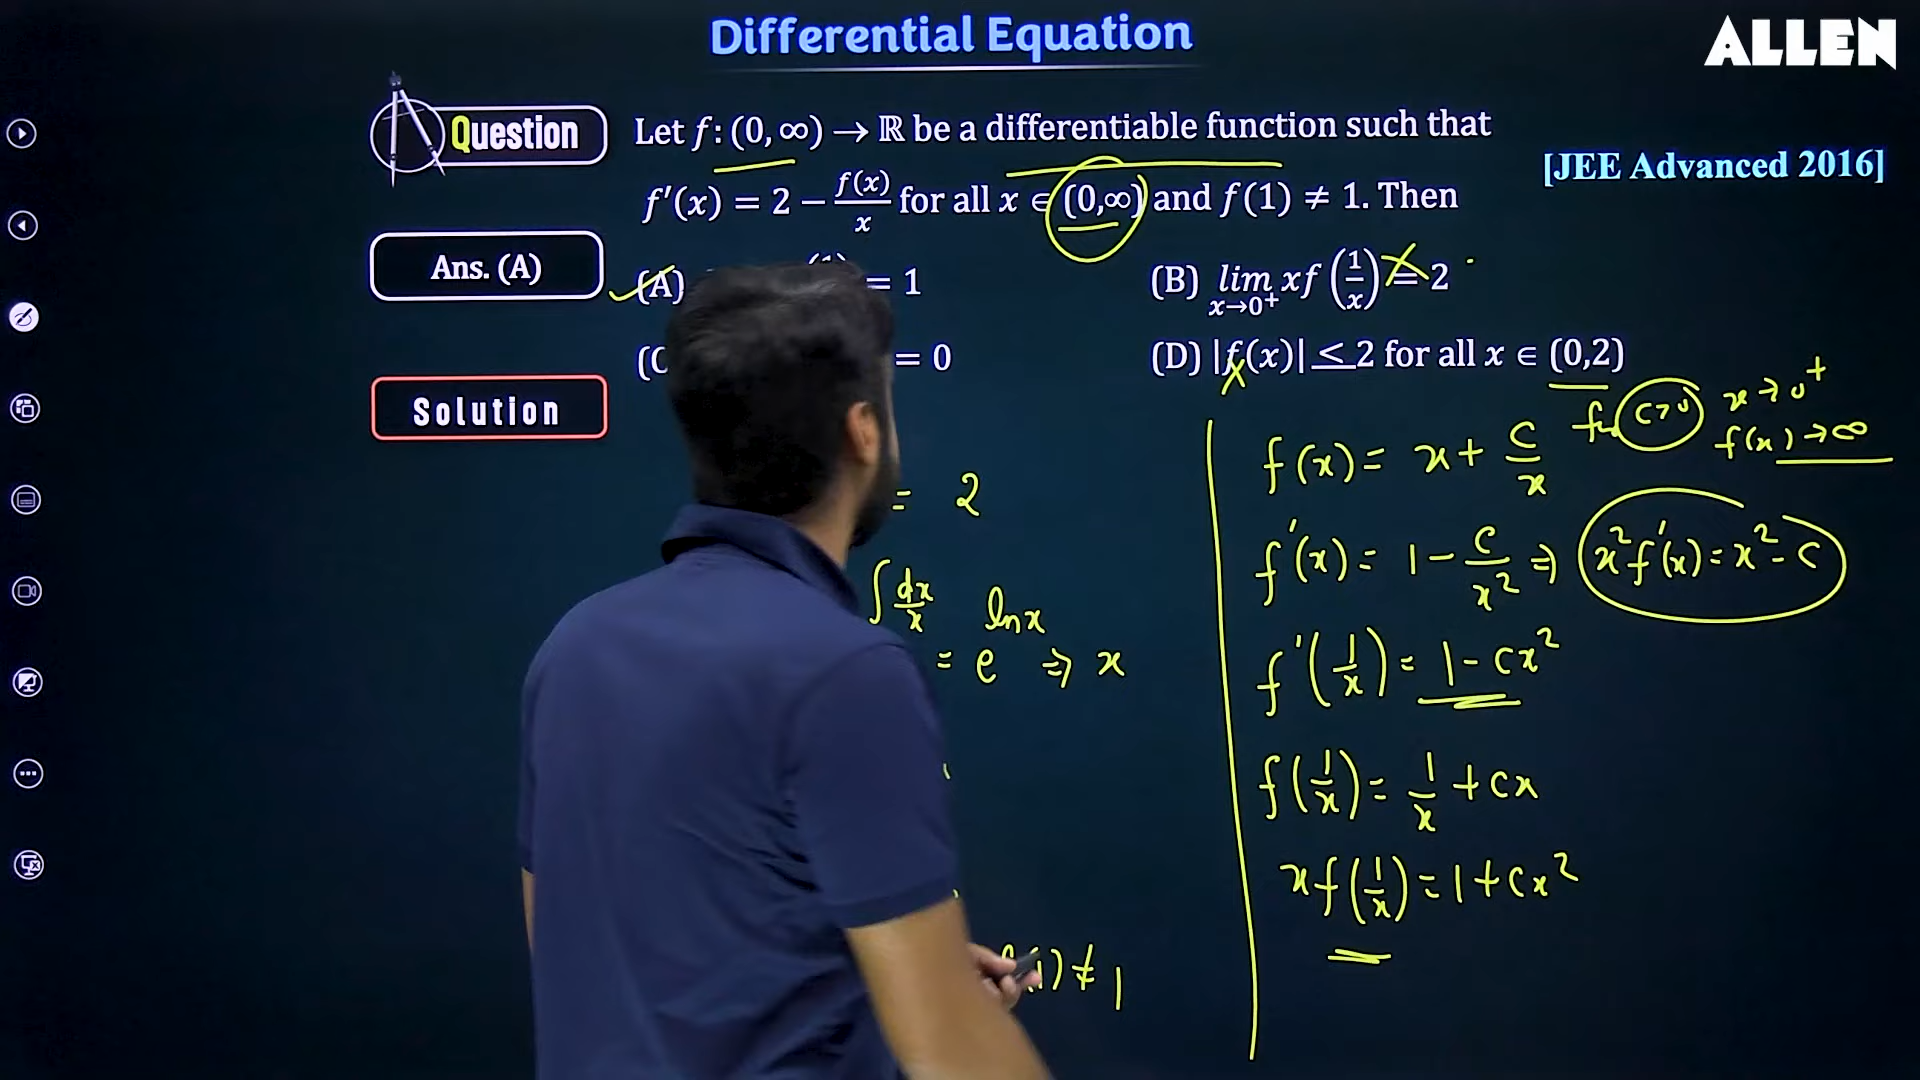 Differential Equation
ALLEN
Question
Let f : (0, ∞) → ℝ be a differentiable function such that
[JEE Advanced 2016]
f′(x) = 2 − f(x)/x for all x ∈ (0,∞) and f(1) ≠ 1. Then
Ans. (A)
(A) = 1
(B) lim x→0⁺ xf(1/x) = 2
= 0
(D) |f(x)| ≤ 2 for all x ∈ (0,2)
Solution
= 2
∫dx/x ln x
= e ⇒ x
f(1) ≠ 1
f(x) = x + c/x
c>0 x → 0⁺
f(x) → ∞
f′(x) = 1 − c/x² ⇒ x²f′(x) = x² − c
f′(1/x) = 1 − cx²
f(1/x) = 1/x + cx
xf(1/x) = 1 + cx²